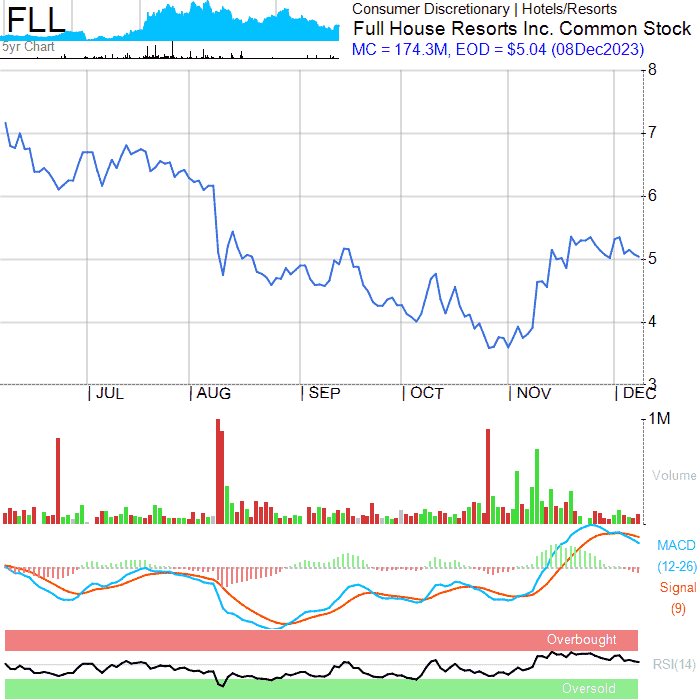 FLL
5yr Chart
Consumer Discretionary | Hotels/Resorts
Full House Resorts Inc. Common Stock
MC = 174.3M, EOD = $5.04 (08Dec2023)
8
7
6
5
4
3
JUL AUG SEP OCT NOV DEC
1M
Volume
MACD
(12-26)
Signal
(9)
Overbought
RSI(14)
Oversold